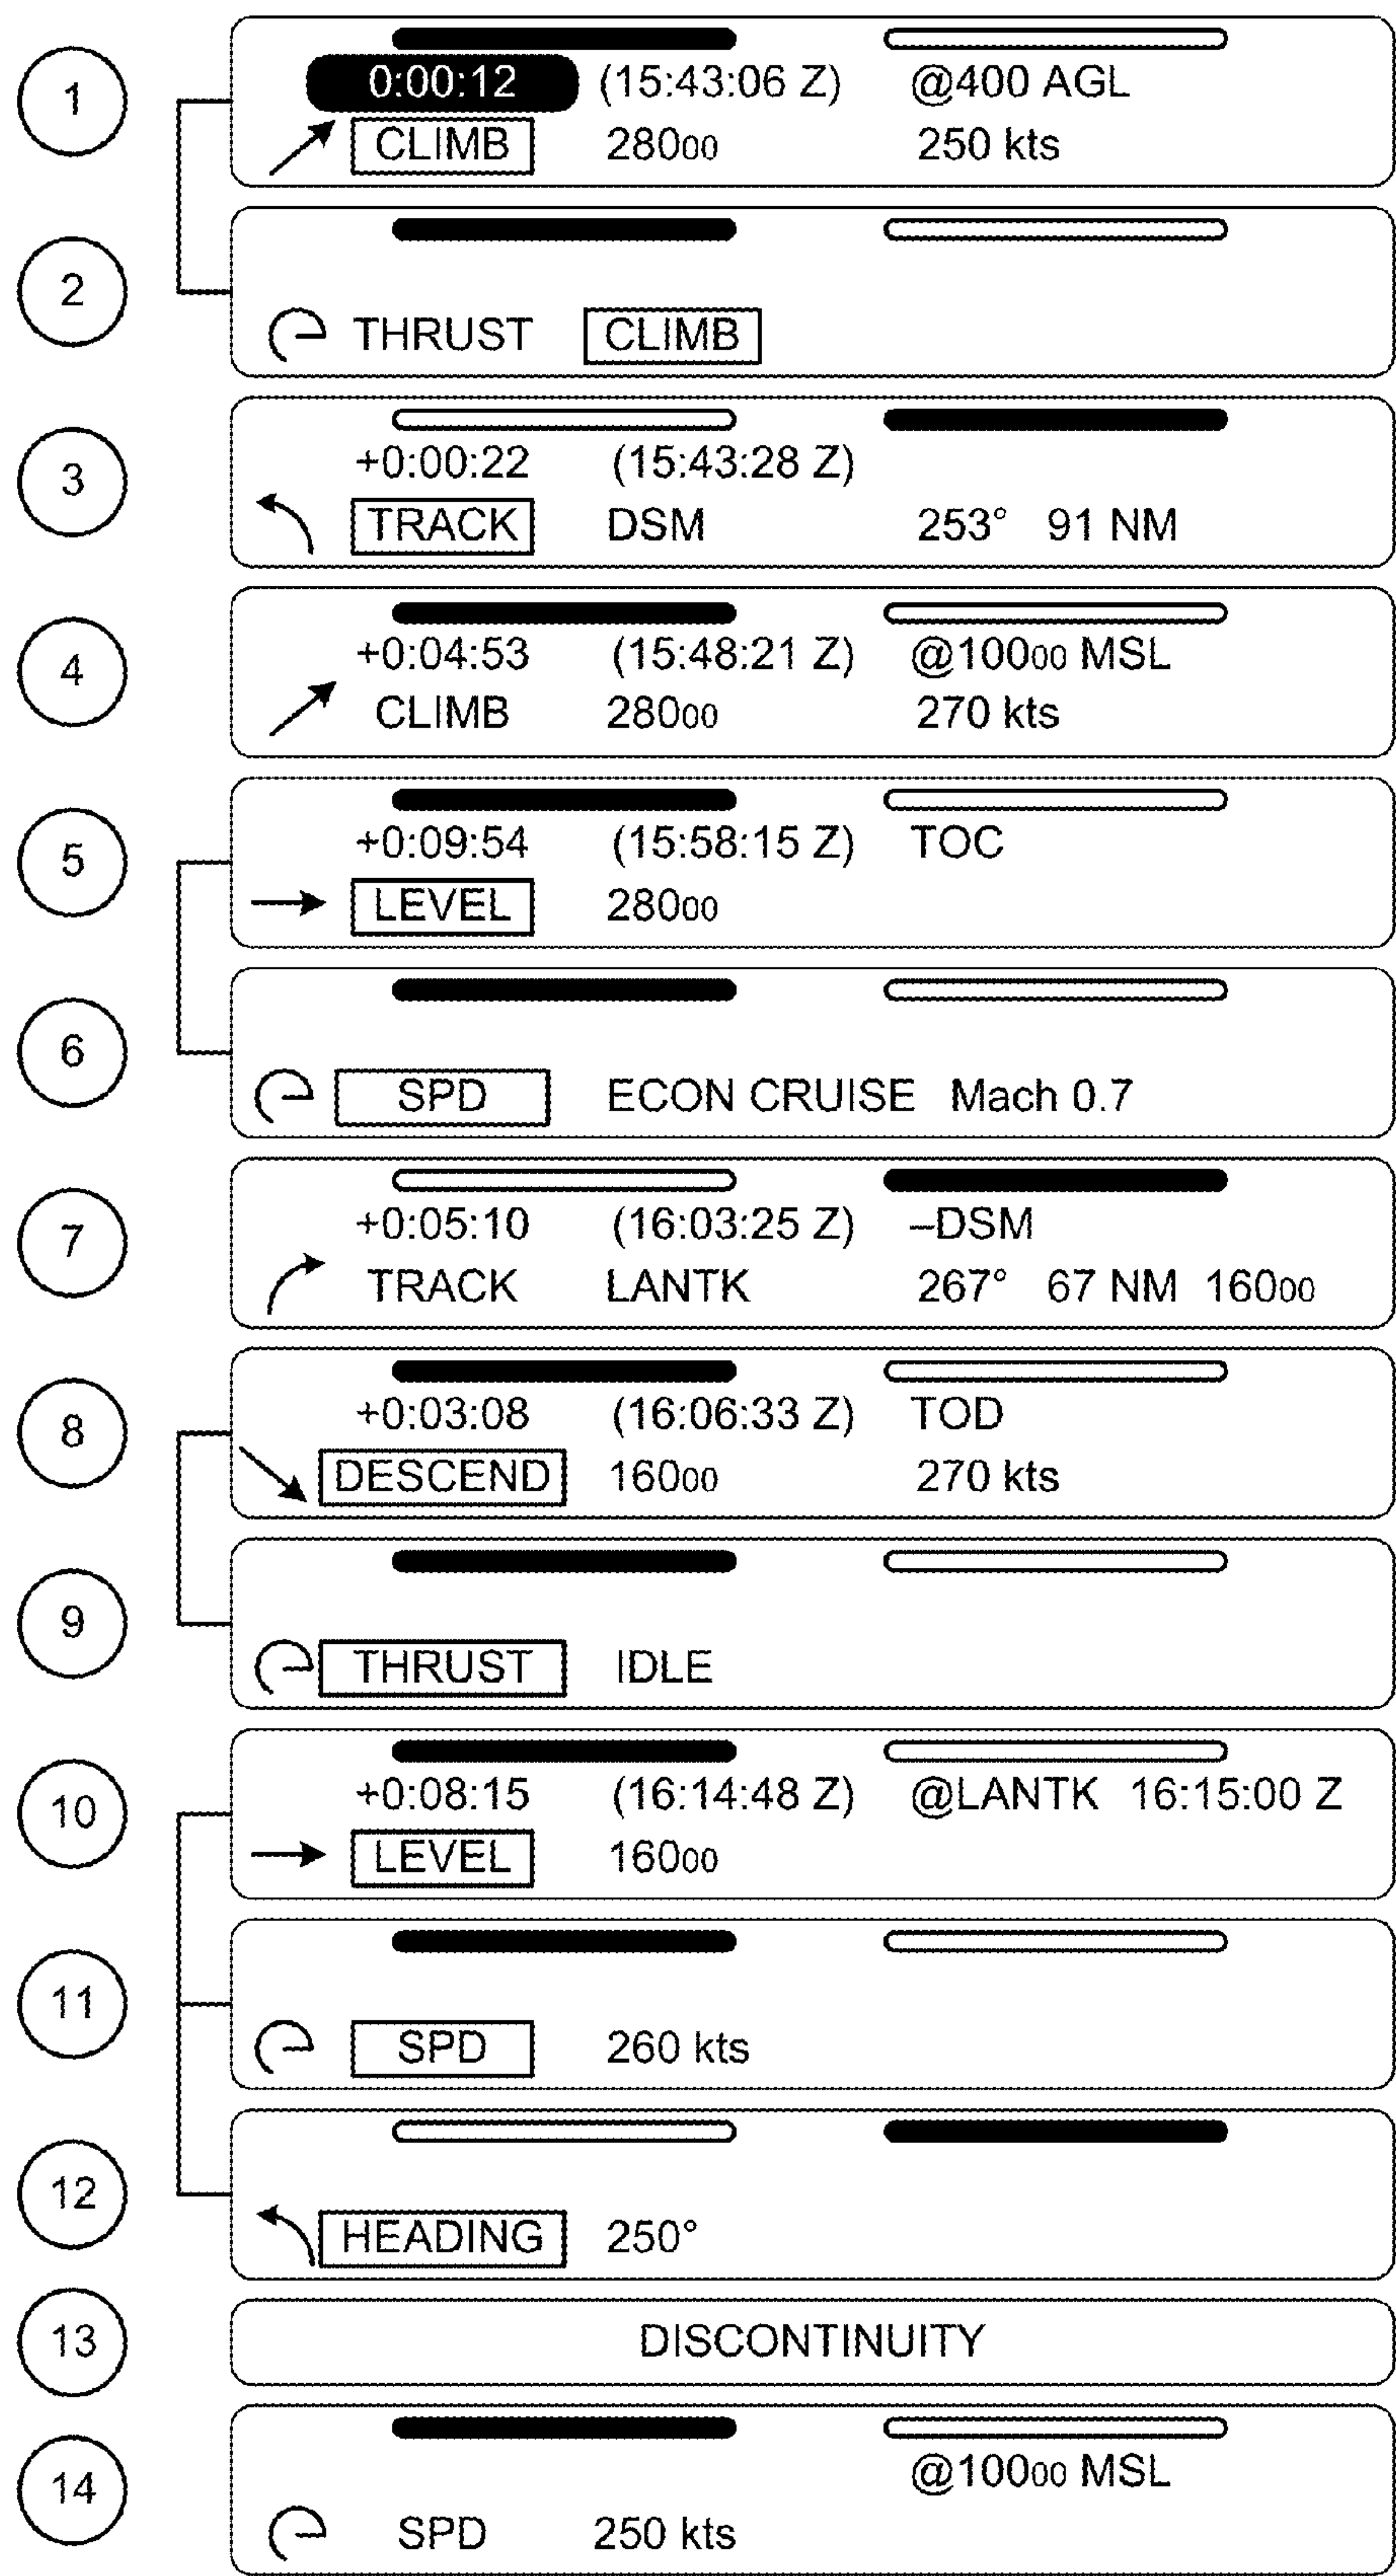 1
0:00:12 (15:43:06 Z) @400 AGL
CLIMB 28000 250 kts
2
THRUST CLIMB
3
+0:00:22 (15:43:28 Z)
TRACK DSM 253° 91 NM
4
+0:04:53 (15:48:21 Z) @10000 MSL
CLIMB 28000 270 kts
5
+0:09:54 (15:58:15 Z) TOC
LEVEL 28000
6
SPD ECON CRUISE Mach 0.7
7
+0:05:10 (16:03:25 Z) –DSM
TRACK LANTK 267° 67 NM 16000
8
+0:03:08 (16:06:33 Z) TOD
DESCEND 16000 270 kts
9
THRUST IDLE
10
+0:08:15 (16:14:48 Z) @LANTK 16:15:00 Z
LEVEL 16000
11
SPD 260 kts
12
HEADING 250°
13
DISCONTINUITY
14
@10000 MSL
SPD 250 kts